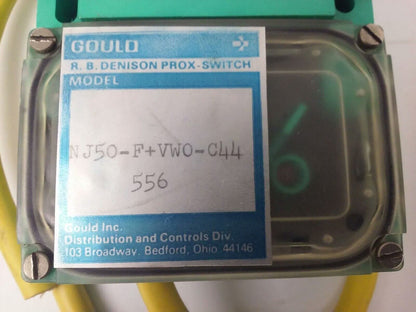 GOULD
R. B. DENISON PROX-SWITCH
MODEL
NJ50-F+VWO-C44
556
Gould Inc.
Distribution and Controls Div.
103 Broadway, Bedford, Ohio 44146